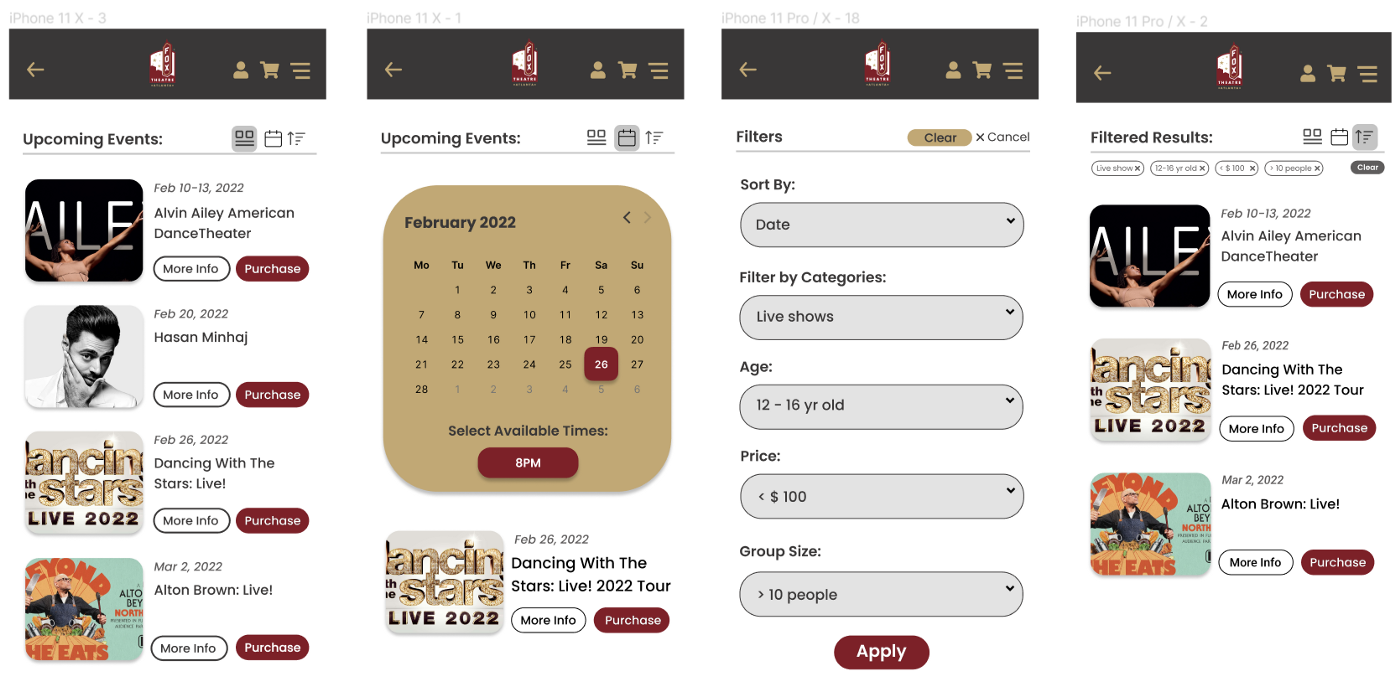 iPhone 11 X - 3
FOX
THEATRE
Upcoming Events:
AILEY
Feb 10-13, 2022
Alvin Ailey American
DanceTheater
More Info
Purchase
Feb 20, 2022
Hasan Minhaj
More Info
Purchase
ancin
th
he
stars
LIVE 2022
Feb 26, 2022
Dancing With The
Stars: Live!
More Info
Purchase
BEYOND
ALTO
BEY
NORTH
THE EATS
Mar 2, 2022
Alton Brown: Live!
More Info
Purchase
iPhone 11 X - 1
FOX
THEATRE
Upcoming Events:
February 2022
Mo Tu We Th Fr Sa Su
1 2 3 4 5 6
7 8 9 10 11 12 13
14 15 16 17 18 19 20
21 22 23 24 25 26 27
28 1 2 3 4 5 6
Select Available Times:
8PM
ancin
th
he
stars
LIVE 2022
Feb 26, 2022
Dancing With The
Stars: Live! 2022 Tour
More Info
Purchase
iPhone 11 Pro / X - 18
FOX
THEATRE
Filters
Clear
Cancel
Sort By:
Date
Filter by Categories:
Live shows
Age:
12 - 16 yr old
Price:
< $ 100
Group Size:
> 10 people
Apply
iPhone 11 Pro / X - 2
FOX
THEATRE
Filtered Results:
Live show
12-16 yr old
< $ 100
> 10 people
Clear
AILEY
Feb 10-13, 2022
Alvin Ailey American
DanceTheater
More Info
Purchase
ancin
th
he
stars
LIVE 2022
Feb 26, 2022
Dancing With The
Stars: Live! 2022 Tour
More Info
Purchase
BEYOND
ALTO
BEY
NORTH
THE EATS
Mar 2, 2022
Alton Brown: Live!
More Info
Purchase